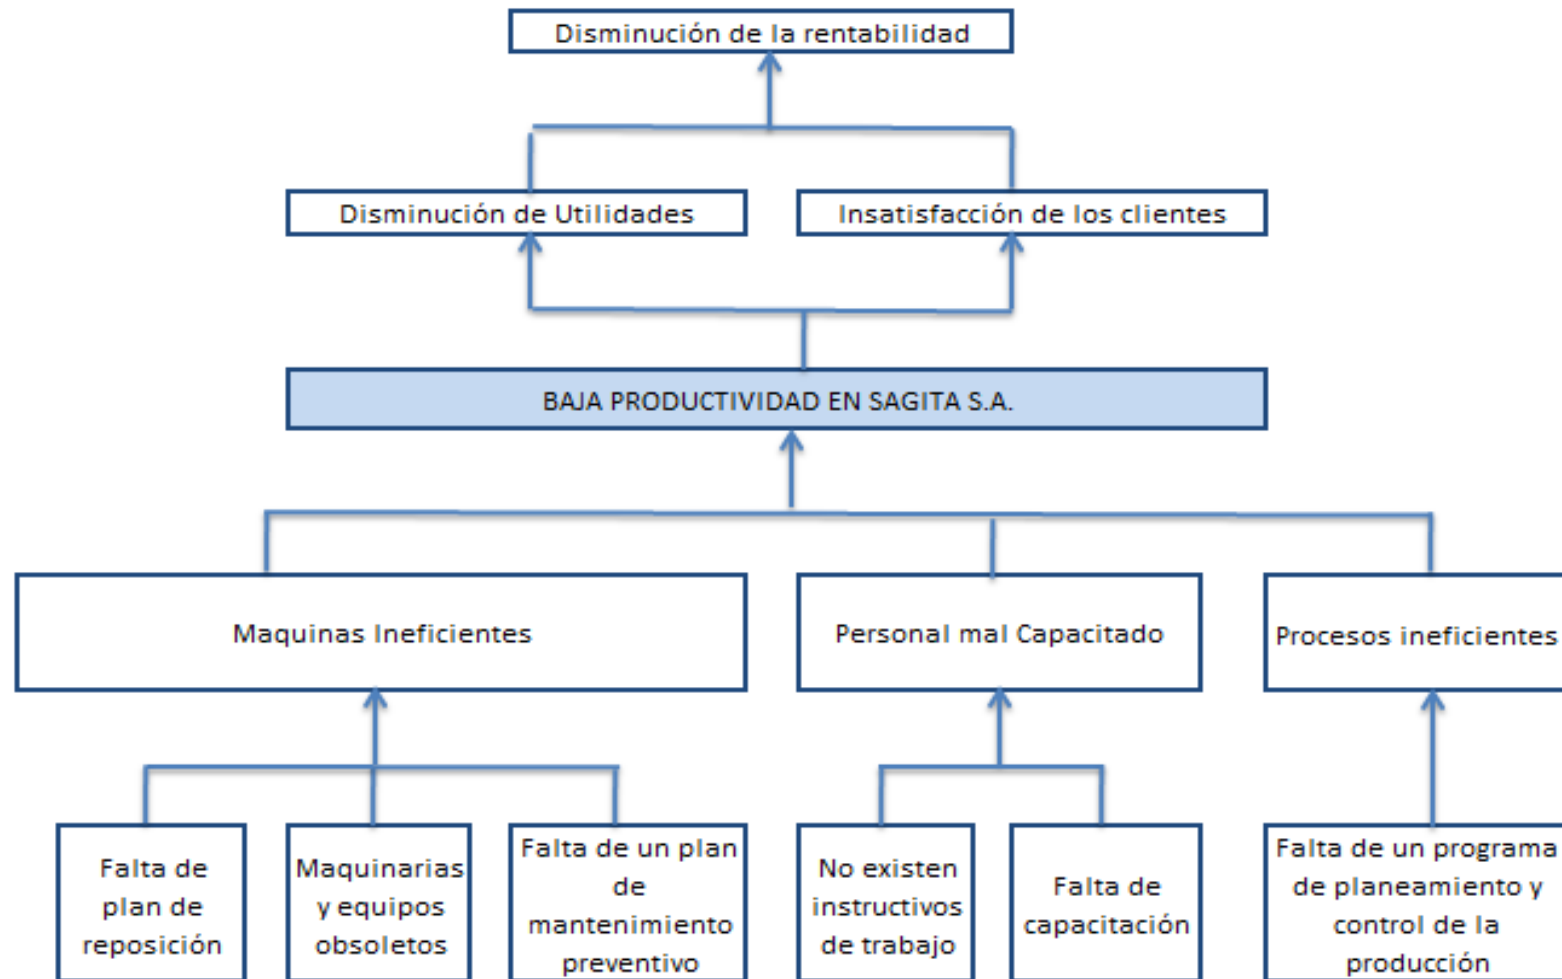 Disminución de la rentabilidad
Disminución de Utilidades
Insatisfacción de los clientes
BAJA PRODUCTIVIDAD EN SAGITA S.A.
Maquinas Ineficientes
Personal mal Capacitado
Procesos ineficientes
Falta de
plan de
reposición
Maquinarias
y equipos
obsoletos
Falta de un plan
de
mantenimiento
preventivo
No existen
instructivos
de trabajo
Falta de
capacitación
Falta de un programa
de planeamiento y
control de la
producción